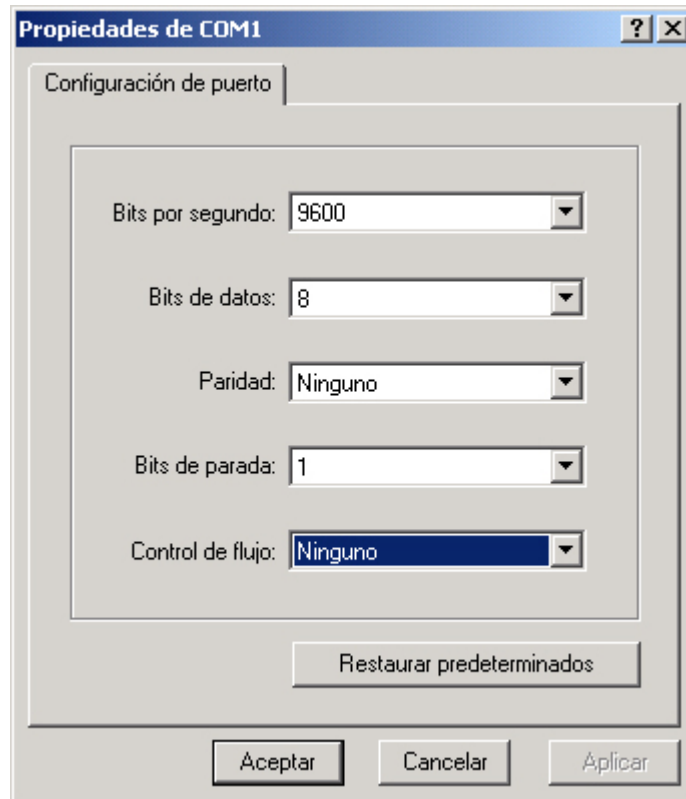 Propiedades de COM1
Configuración de puerto
Bits por segundo: 9600
Bits de datos: 8
Paridad: Ninguno
Bits de parada: 1
Control de flujo: Ninguno
Restaurar predeterminados
Aceptar Cancelar Aplicar